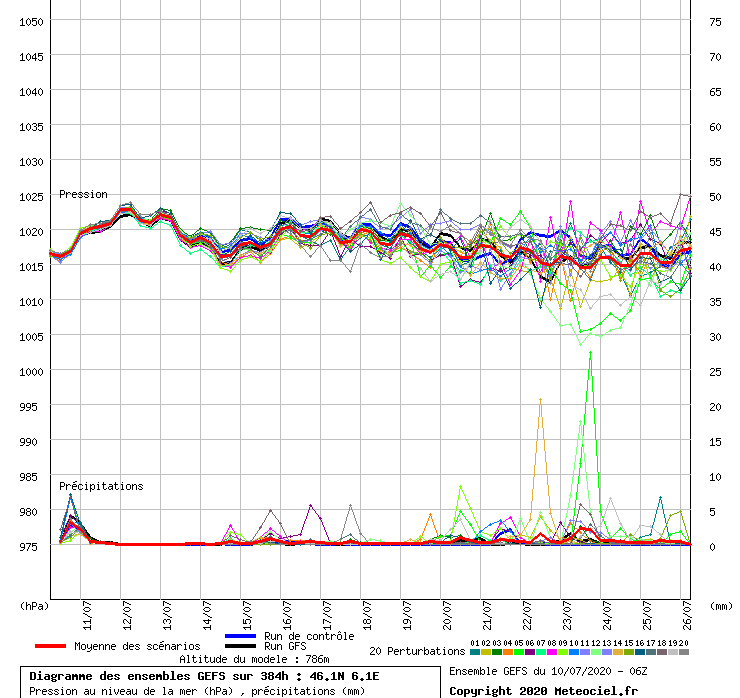 1050 75
1045 70
1040 65
1035 60
1030 55
1025 Pression 50
1020 45
1015 40
1010 35
1005 30
1000 25
995 20
990 15
985 10
Précipitations
980 5
975 0
(hPa) 11/07 12/07 13/07 14/07 15/07 16/07 17/07 18/07 19/07 20/07 21/07 22/07 23/07 24/07 25/07 26/07 (mm)
Run de contrôle
Moyenne des scénarios Run GFS 20 Perturbations 01 02 03 04 05 06 07 08 09 10 11 12 13 14 15 16 17 18 19 20
Altitude du modele : 786m
Diagramme des ensembles GEFS sur 384h : 46.1N 6.1E
Pression au niveau de la mer (hPa) , précipitations (mm)
Ensemble GEFS du 10/07/2020 - 06Z
Copyright 2020 Meteociel.fr